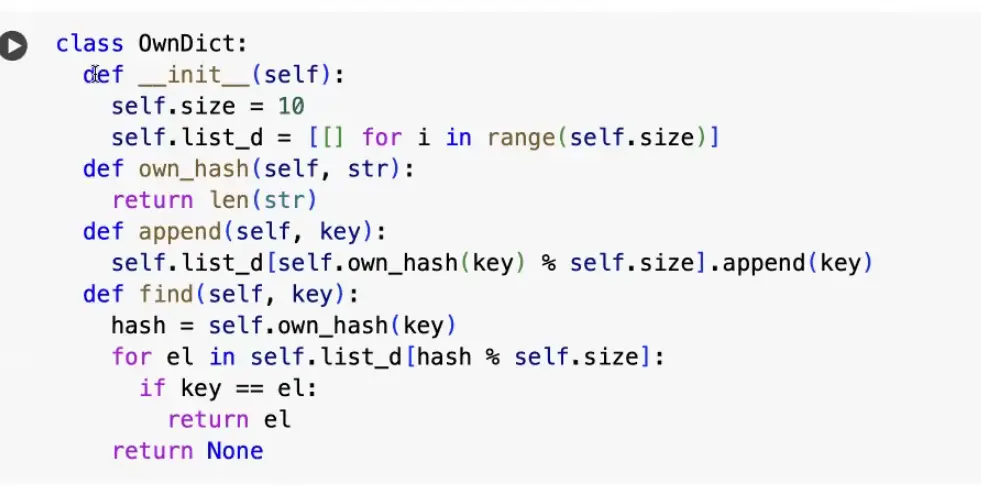 class OwnDict:
  def __init__(self):
    self.size = 10
    self.list_d = [[] for i in range(self.size)]
  def own_hash(self, str):
    return len(str)
  def append(self, key):
    self.list_d[self.own_hash(key) % self.size].append(key)
  def find(self, key):
    hash = self.own_hash(key)
    for el in self.list_d[hash % self.size]:
      if key == el:
        return el
    return None